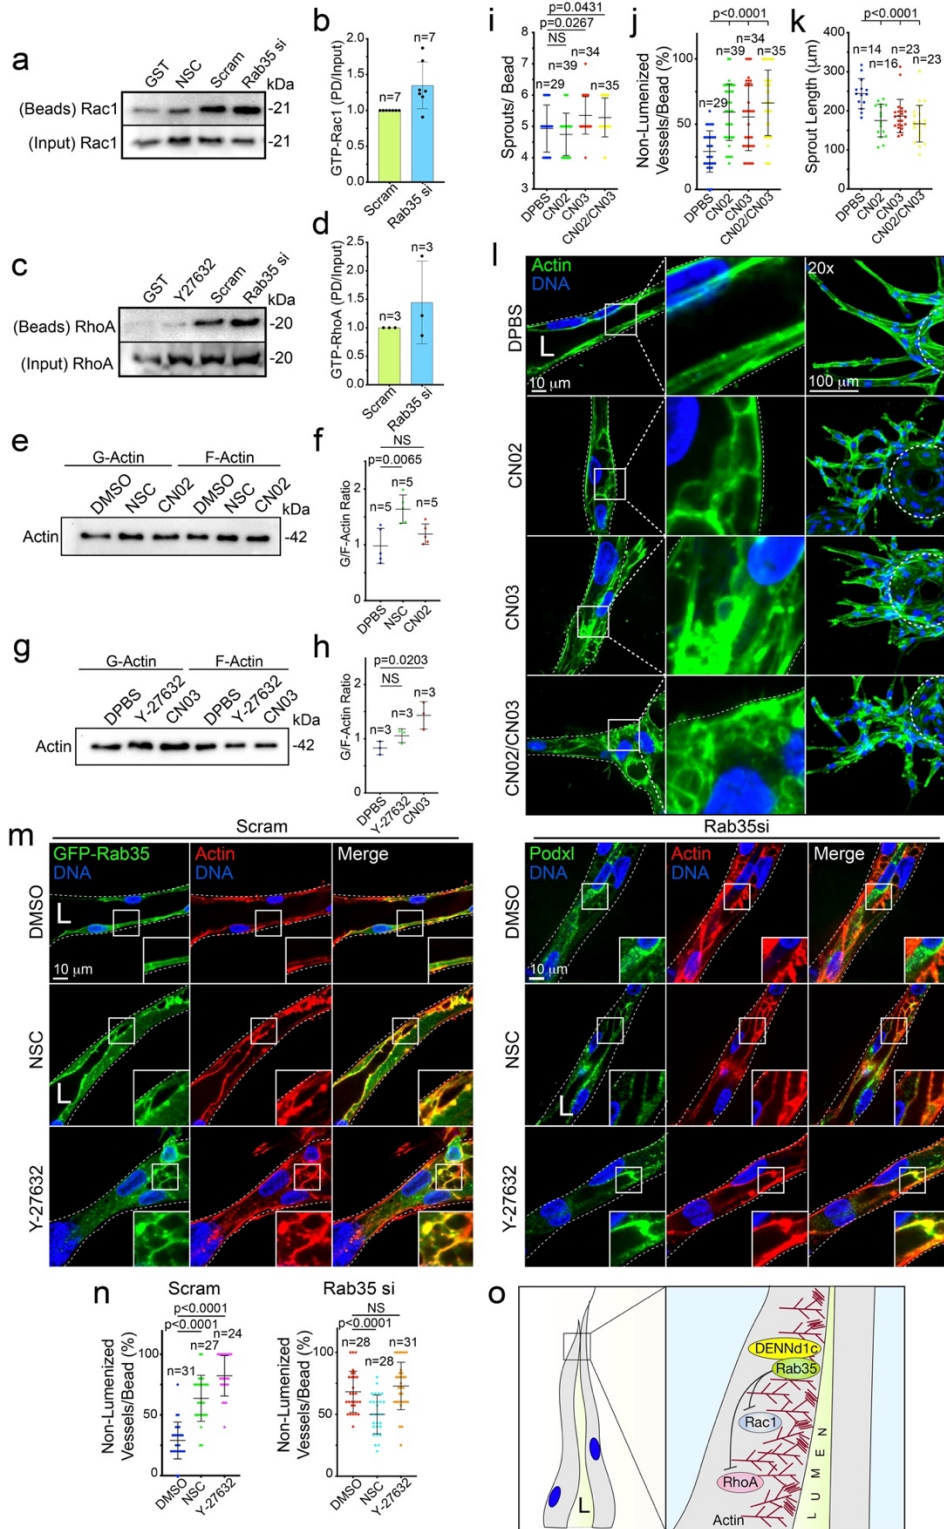 a
GST
NSC
Scram
Rab35 si
kDa
(Beads) Rac1
-21
(Input) Rac1
-21
b
GTP-Rac1 (PD/Input)
2.0
1.5
1.0
0.5
0.0
n=7
n=7
Scram
Rab35 si
c
GST
Y27632
Scram
Rab35 si
kDa
(Beads) RhoA
-20
(Input) RhoA
-20
d
GTP-RhoA (PD/Input)
2.5
2.0
1.5
1.0
0.5
0.0
n=3
n=3
Scram
Rab35 si
e
G-Actin
F-Actin
DMSO
NSC
CN02
DMSO
NSC
CN02
kDa
Actin
-42
f
NS
p=0.0065
G/F-Actin Ratio
2
1
0
n=5
n=5
n=5
DPBS
NSC
CN02
g
G-Actin
F-Actin
DPBS
Y-27632
CN03
DPBS
Y-27632
CN03
kDa
Actin
-42
h
p=0.0203
NS
G/F-Actin Ratio
2
1
0
n=3
n=3
n=3
DPBS
Y-27632
CN03
i
p=0.0431
p=0.0267
NS
Sprouts/ Bead
8
7
6
5
4
3
n=29
n=39
n=34
n=35
DPBS
CN02
CN03
CN02/CN03
j
p<0.0001
Non-Lumenized
Vessels/Bead (%)
100
50
0
n=29
n=39
n=34
n=35
DPBS
CN02
CN03
CN02/CN03
k
p<0.0001
Sprout Length (µm)
400
300
200
100
0
n=14
n=16
n=23
n=23
DPBS
CN02
CN03
CN02/CN03
l
Actin
DNA
20x
DPBS
L
10 µm
100 µm
CN02
CN03
CN02/CN03
m
Scram
GFP-Rab35
DNA
Actin
DNA
Merge
DMSO
L
10 µm
NSC
L
Y-27632
Rab35si
Podxl
DNA
Actin
DNA
Merge
DMSO
10 µm
NSC
L
Y-27632
n
Scram
p<0.0001
p<0.0001
Non-Lumenized
Vessels/Bead (%)
100
50
0
n=31
n=27
n=24
DMSO
NSC
Y-27632
Rab35 si
NS
p<0.0001
Non-Lumenized
Vessels/Bead (%)
100
50
0
n=28
n=28
n=31
DMSO
NSC
Y-27632
o
L
DENNd1c
Rab35
Rac1
RhoA
Actin
LUMEN